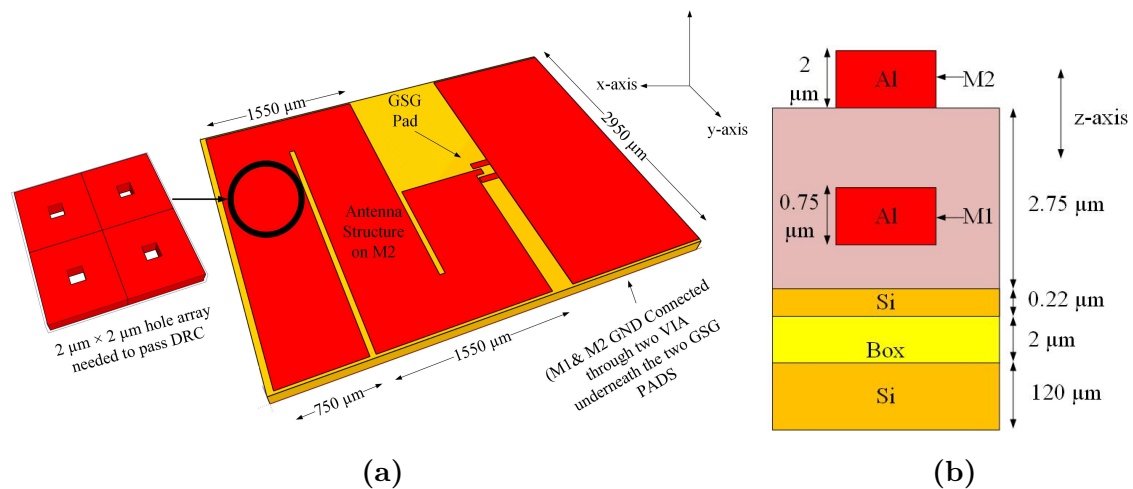 1550 μm
GSG
Pad
x-axis
y-axis
2950 μm
Antenna
Structure
on M2
2 μm × 2 μm hole array
needed to pass DRC
750 μm
1550 μm
(M1& M2 GND Connected
through two VIA
underneath the two GSG
PADS
(a)
2
μm
Al
M2
z-axis
0.75
μm
Al
M1
2.75
μm
Si
0.22 μm
Box
2 μm
Si
120 μm
(b)